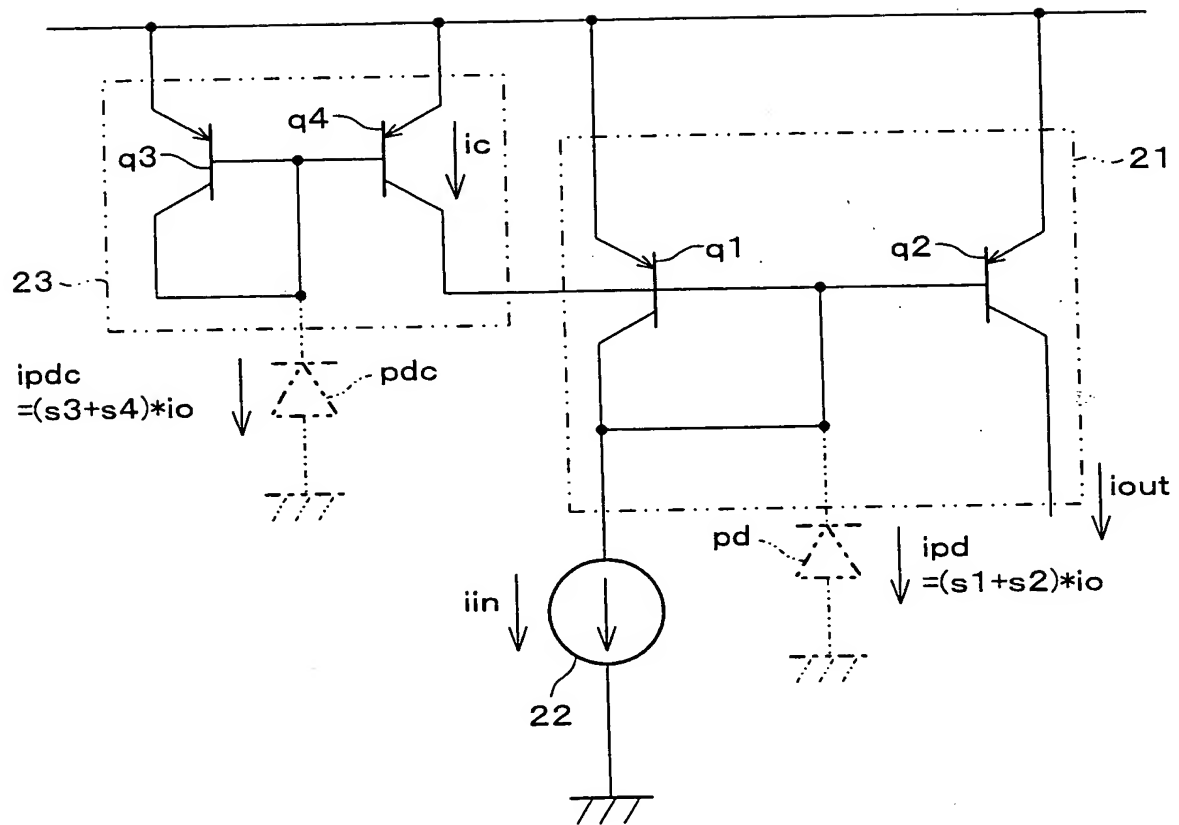 q4
ic
q3
21
q1
q2
23
ipdc
=(s3+s4)*io
pdc
iout
pd
ipd
=(s1+s2)*io
iin
22